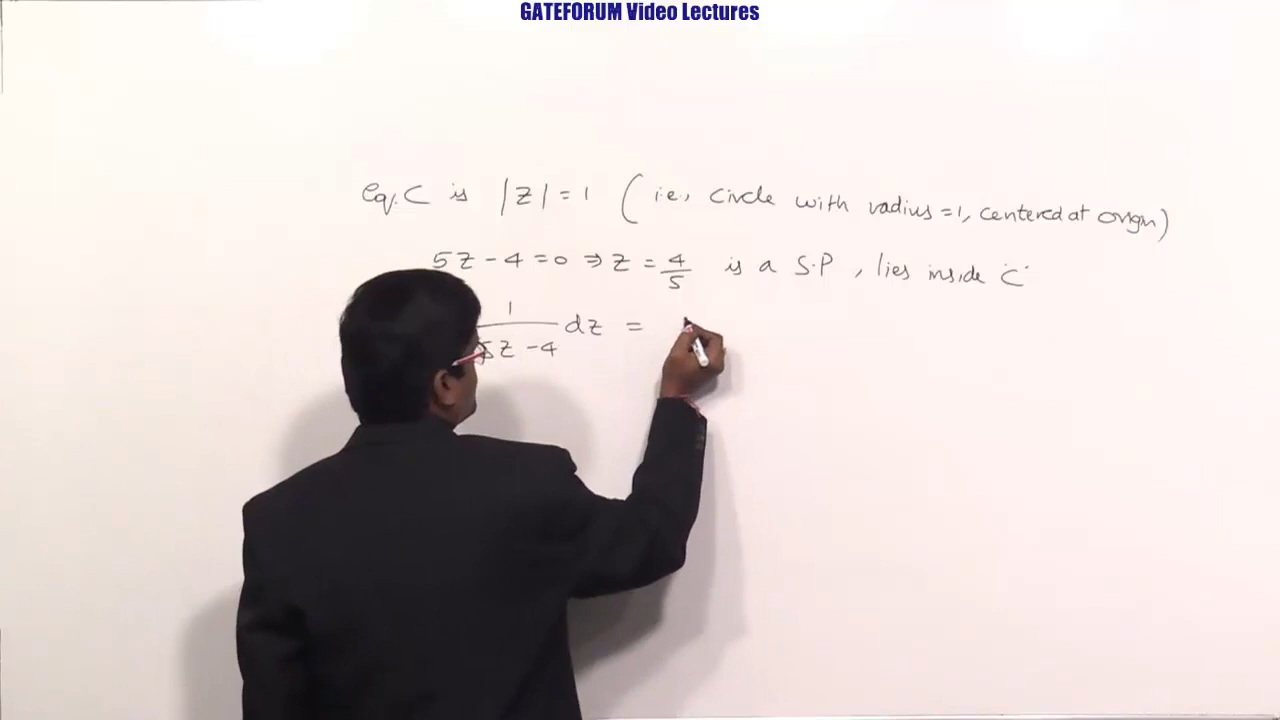 GATEFORUM Video Lectures
Eq. C is |Z| = 1 (i.e., circle with radius = 1, centered at origin)
5Z - 4 = 0 ⇒ Z = 4/5 is a S.P, lies inside 'C'
1/(5Z - 4) dz =